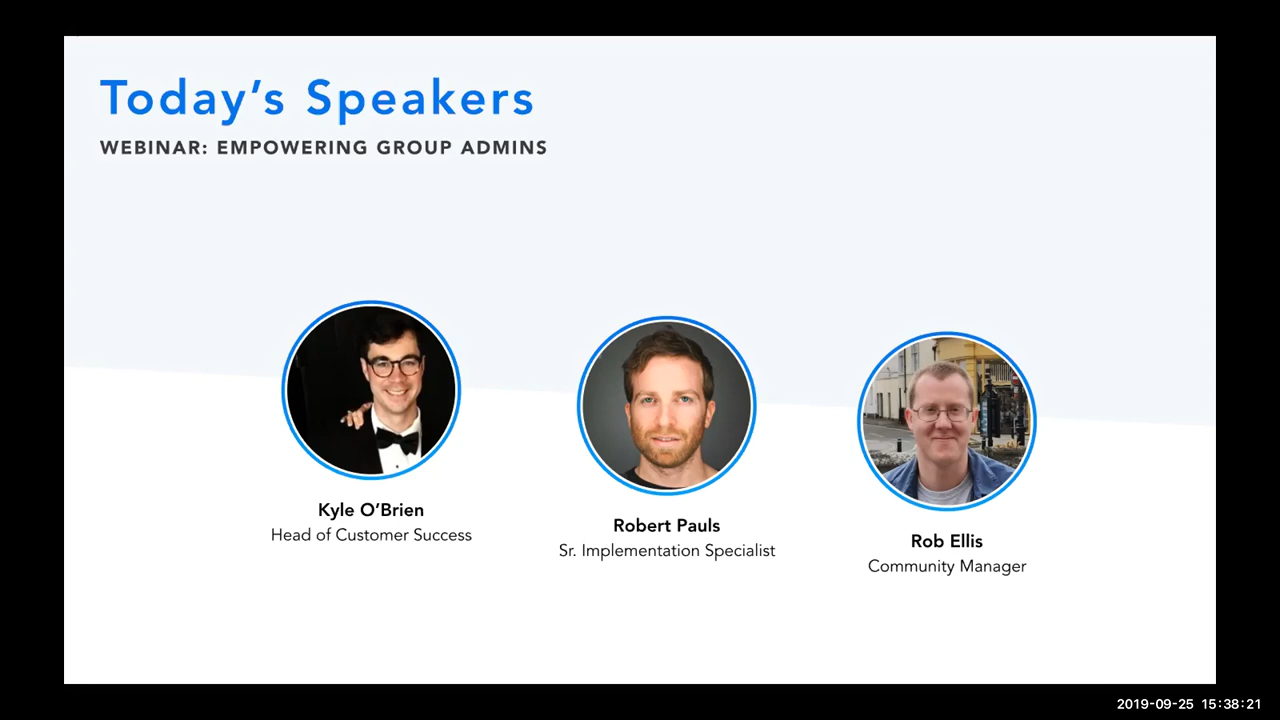 Today’s Speakers
WEBINAR: EMPOWERING GROUP ADMINS
Kyle O’Brien
Head of Customer Success
Robert Pauls
Sr. Implementation Specialist
Rob Ellis
Community Manager
2019-09-25 15:38:21